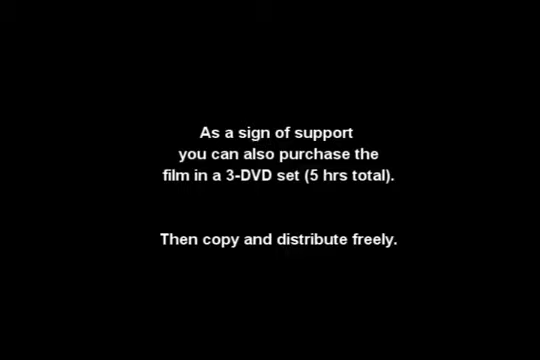 As a sign of support
you can also purchase the
film in a 3-DVD set (5 hrs total).
Then copy and distribute freely.